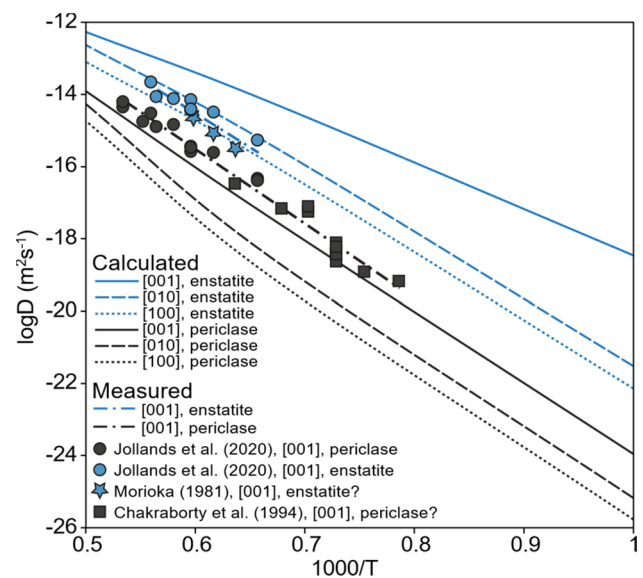 -12
-14
-16
-18
-20
-22
-24
-26
logD (m²s⁻¹)
Calculated
[001], enstatite
[010], enstatite
[100], enstatite
[001], periclase
[010], periclase
[100], periclase
Measured
[001], enstatite
[001], periclase
Jollands et al. (2020), [001], periclase
Jollands et al. (2020), [001], enstatite
Morioka (1981), [001], enstatite?
Chakraborty et al. (1994), [001], periclase?
0.5 0.6 0.7 0.8 0.9 1
1000/T